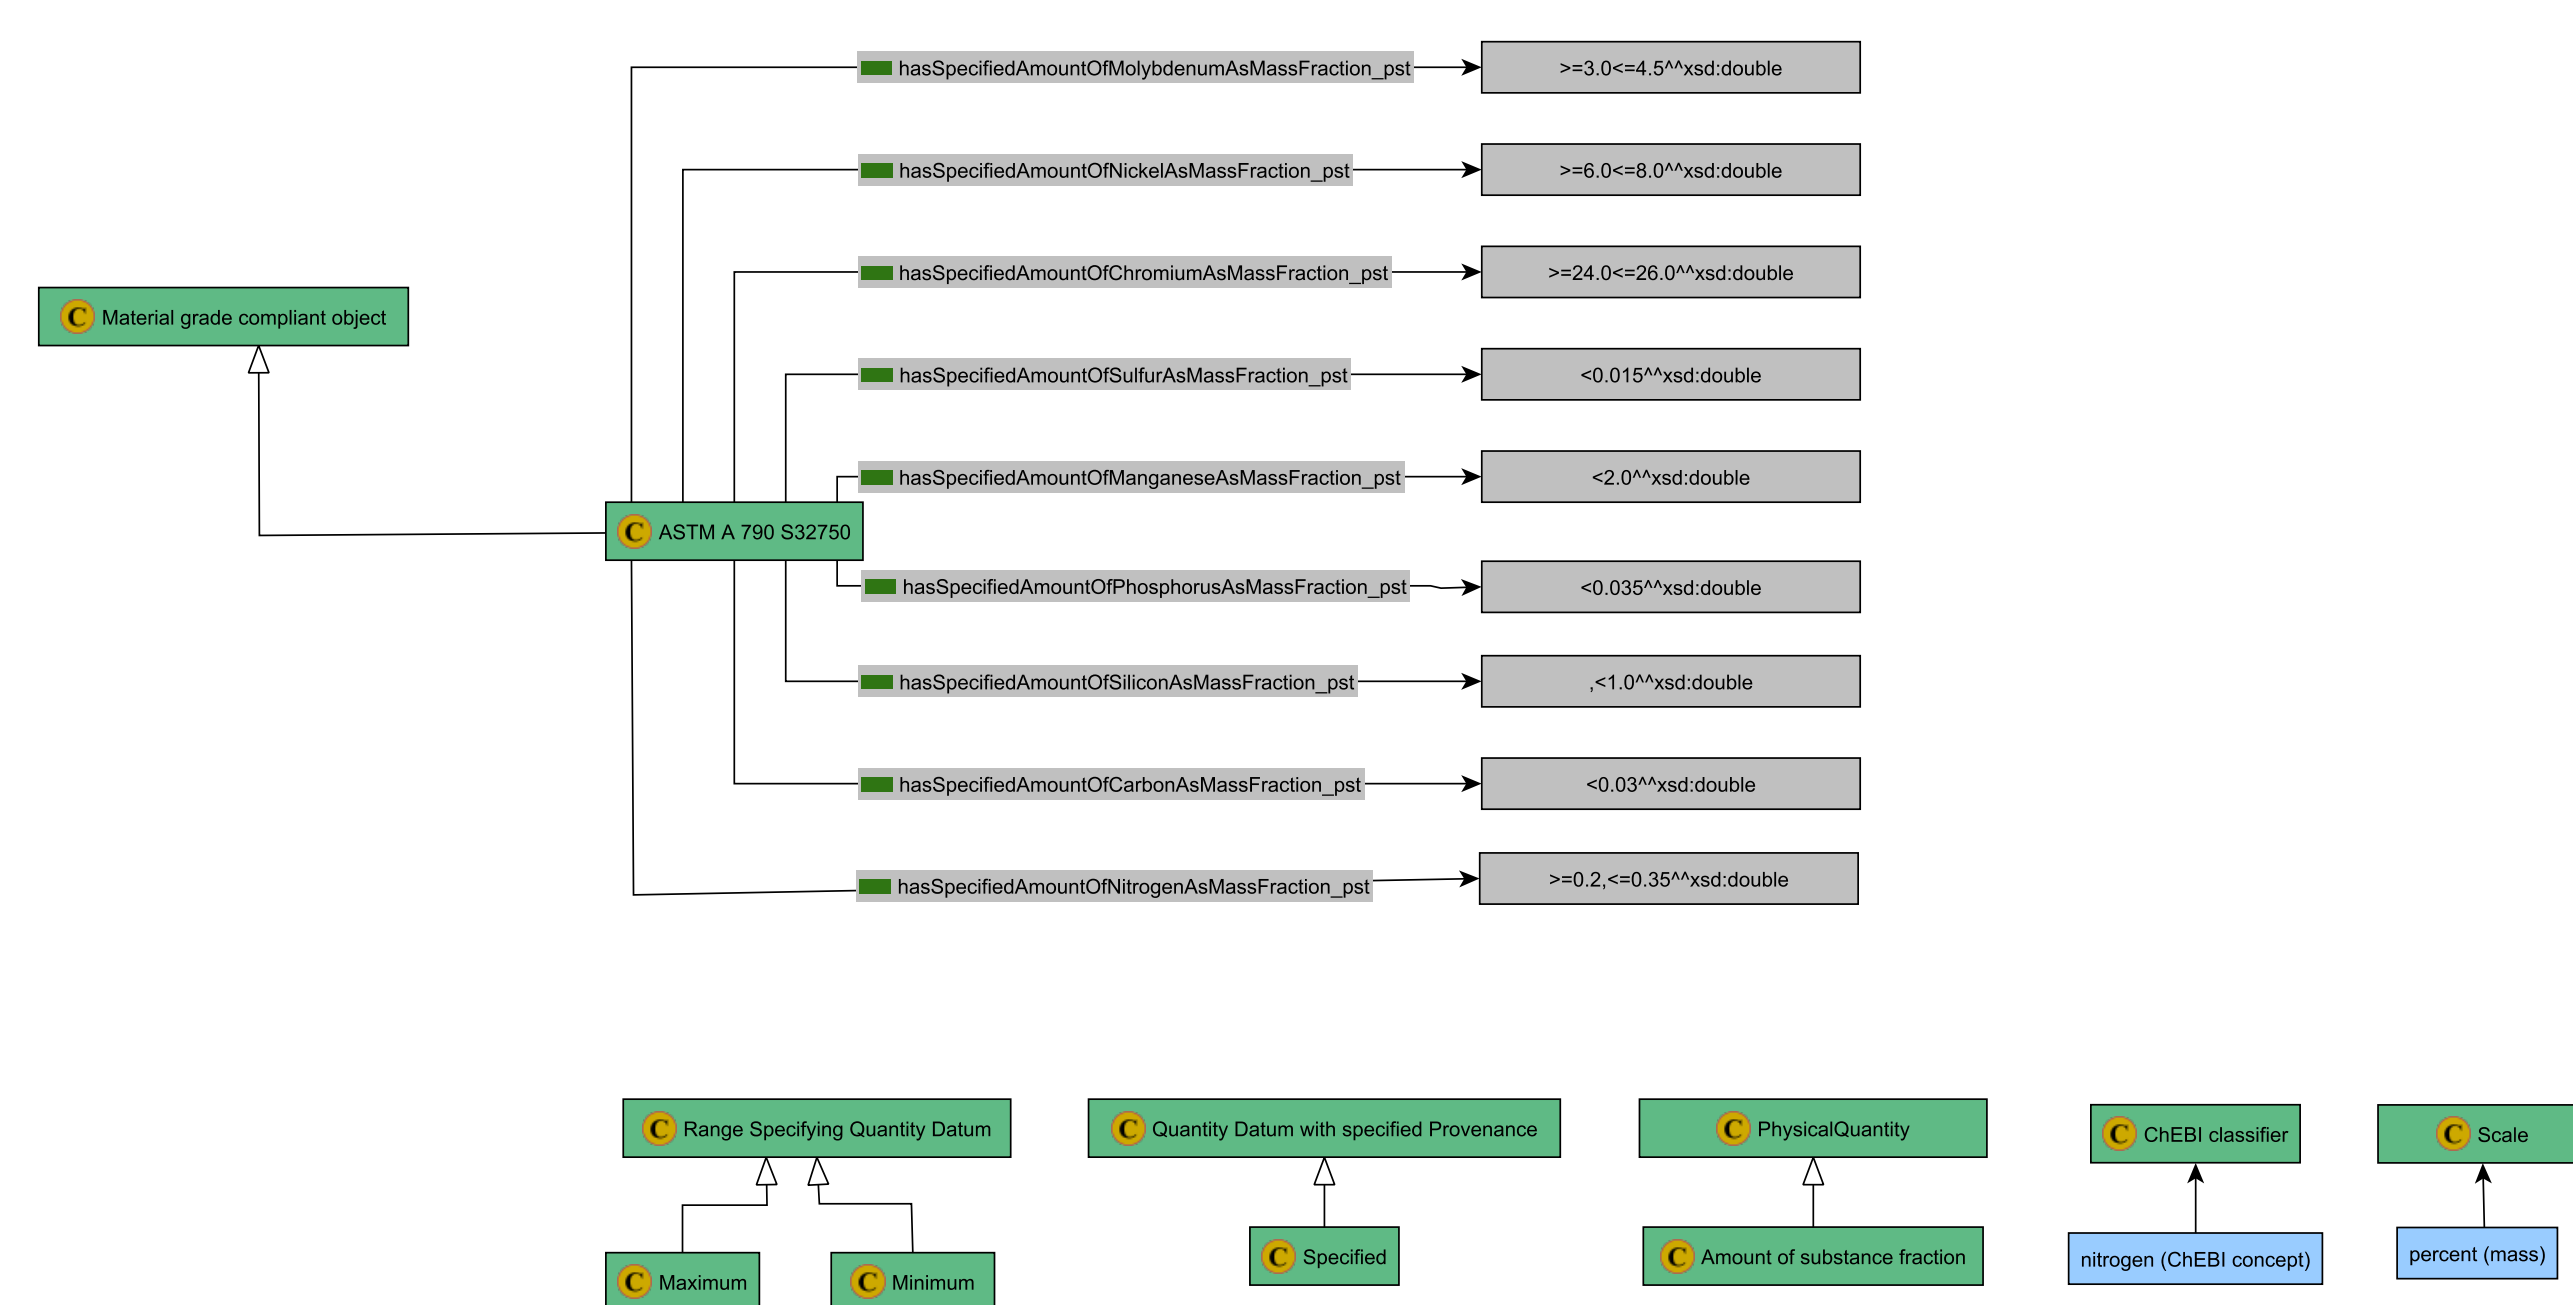 hasSpecifiedAmountOfMolybdenumAsMassFraction_pst
>=3.0<=4.5^^xsd:double
hasSpecifiedAmountOfNickelAsMassFraction_pst
>=6.0<=8.0^^xsd:double
hasSpecifiedAmountOfChromiumAsMassFraction_pst
>=24.0<=26.0^^xsd:double
C Material grade compliant object
hasSpecifiedAmountOfSulfurAsMassFraction_pst
<0.015^^xsd:double
hasSpecifiedAmountOfManganeseAsMassFraction_pst
<2.0^^xsd:double
C ASTM A 790 S32750
hasSpecifiedAmountOfPhosphorusAsMassFraction_pst
<0.035^^xsd:double
hasSpecifiedAmountOfSiliconAsMassFraction_pst
,<1.0^^xsd:double
hasSpecifiedAmountOfCarbonAsMassFraction_pst
<0.03^^xsd:double
hasSpecifiedAmountOfNitrogenAsMassFraction_pst
>=0.2,<=0.35^^xsd:double
C Range Specifying Quantity Datum
C Quantity Datum with specified Provenance
C PhysicalQuantity
C ChEBI classifier
C Scale
C Maximum
C Minimum
C Specified
C Amount of substance fraction
nitrogen (ChEBI concept)
percent (mass)